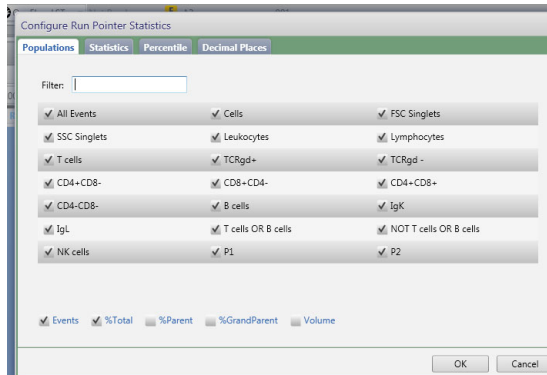 Configure Run Pointer Statistics
Populations Statistics Percentile Decimal Places
Filter:
All Events Cells FSC Singlets
SSC Singlets Leukocytes Lymphocytes
T cells TCRgd+ TCRgd -
CD4+CD8- CD8+CD4- CD4+CD8+
CD4-CD8- B cells IgK
IgL T cells OR B cells NOT T cells OR B cells
NK cells P1 P2
Events %Total %Parent %GrandParent Volume
OK Cancel